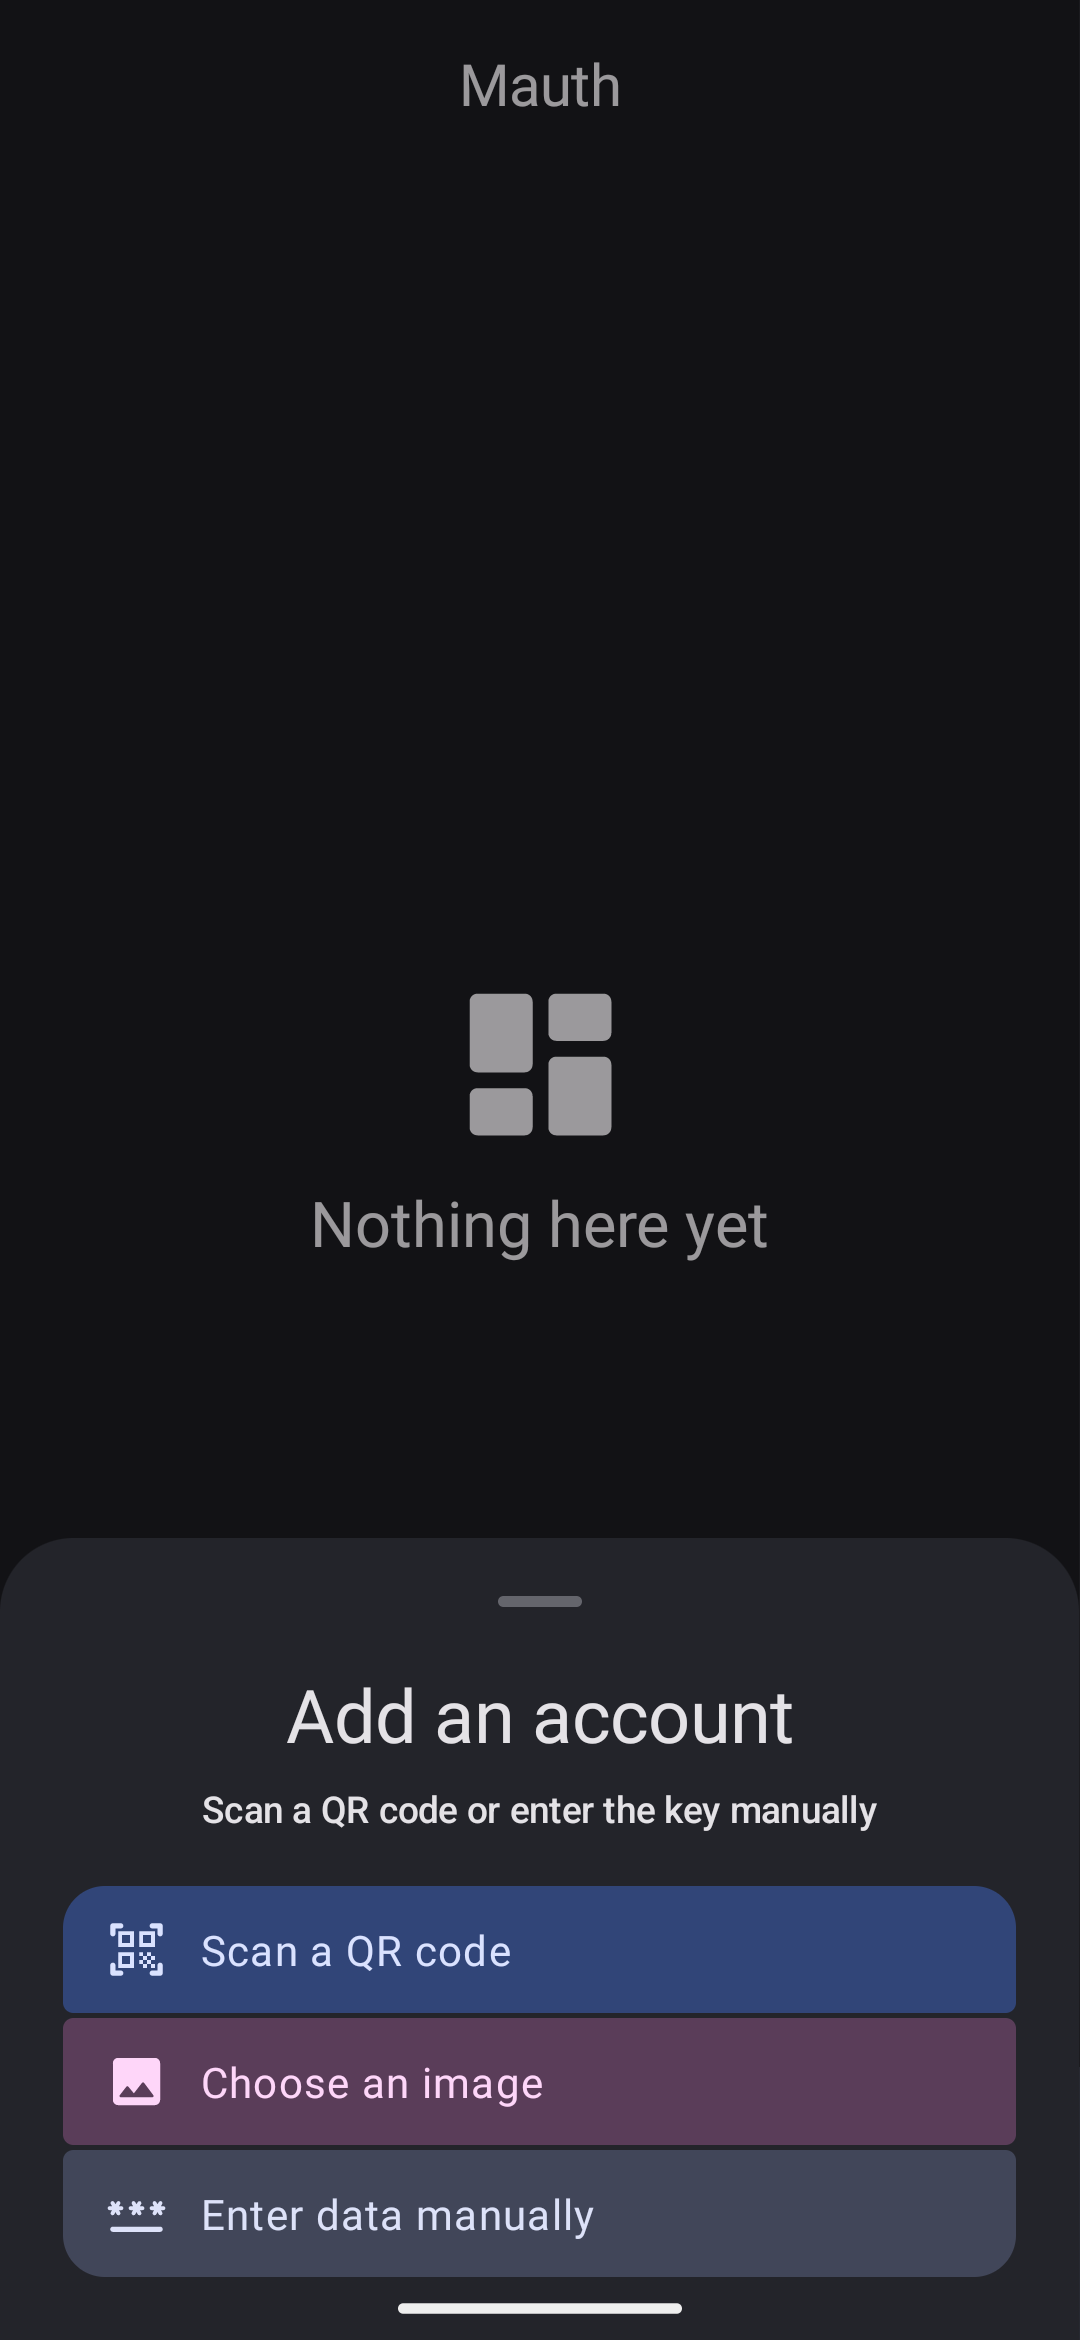 Mauth
Nothing here yet
Add an account
Scan a QR code or enter the key manually
Scan a QR code
Choose an image
Enter data manually